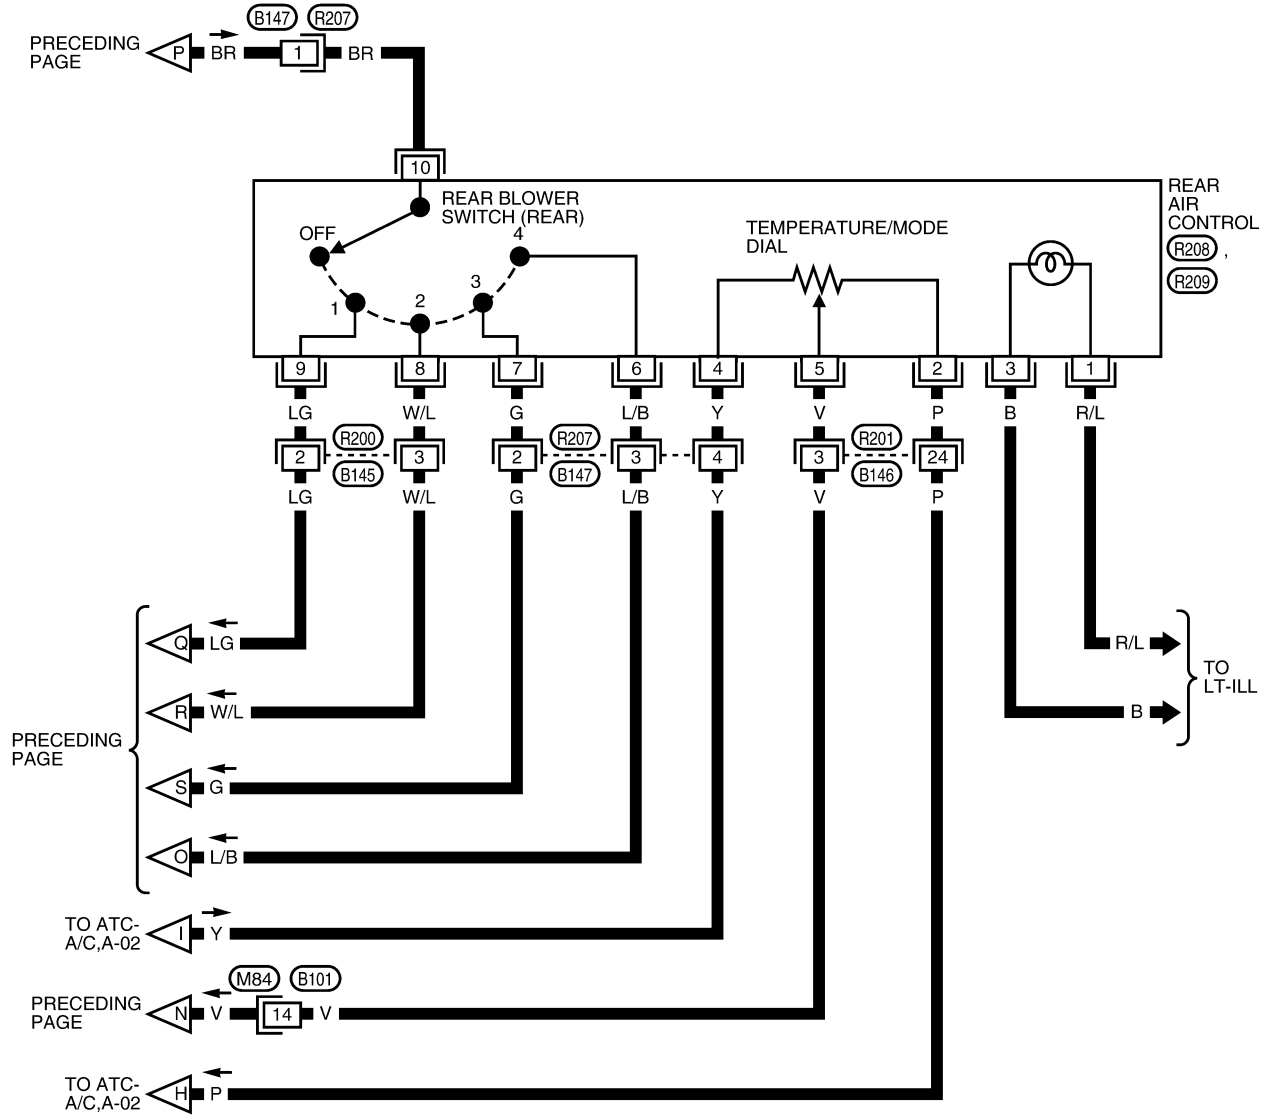 B147 R207
PRECEDING
PAGE
P BR 1 BR
10
REAR BLOWER
SWITCH (REAR)
OFF
1
2
3
4
TEMPERATURE/MODE
DIAL
REAR
AIR
CONTROL
R208 ,
R209
9 8 7 6 4 5 2 3 1
LG W/L G L/B Y V P B R/L
R200 R207 R201
2 3 2 3 4 3 24
B145 B147 B146
LG W/L G L/B Y V P
PRECEDING
PAGE
Q LG
R W/L
S G
O L/B
R/L
B
TO
LT-ILL
TO ATC-
A/C,A-02
I Y
M84 B101
PRECEDING
PAGE
N V 14 V
TO ATC-
A/C,A-02
H P